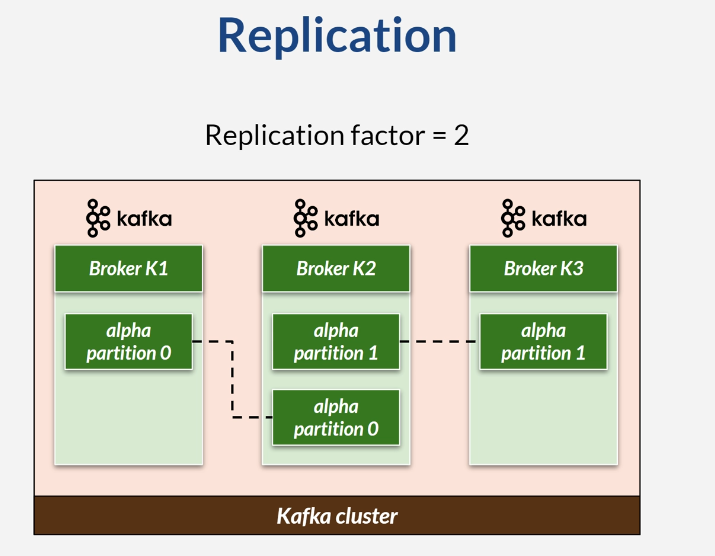 Replication
Replication factor = 2
kafka
kafka
kafka
Broker K1
Broker K2
Broker K3
alpha
partition 0
alpha
partition 1
alpha
partition 1
alpha
partition 0
Kafka cluster